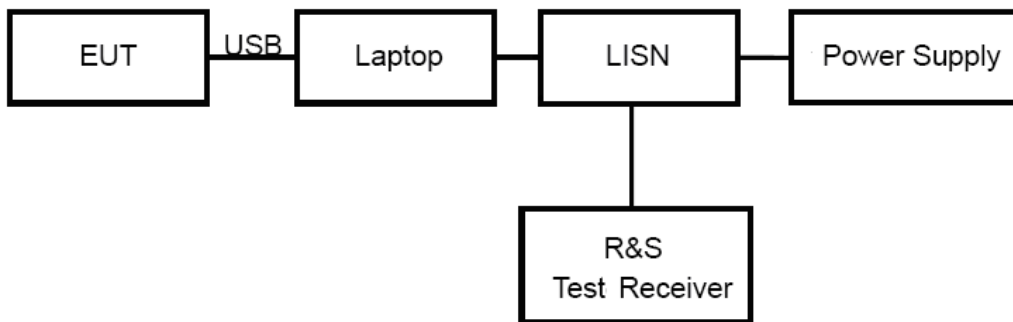 EUT
USB
Laptop
LISN
Power Supply
R&S
Test Receiver